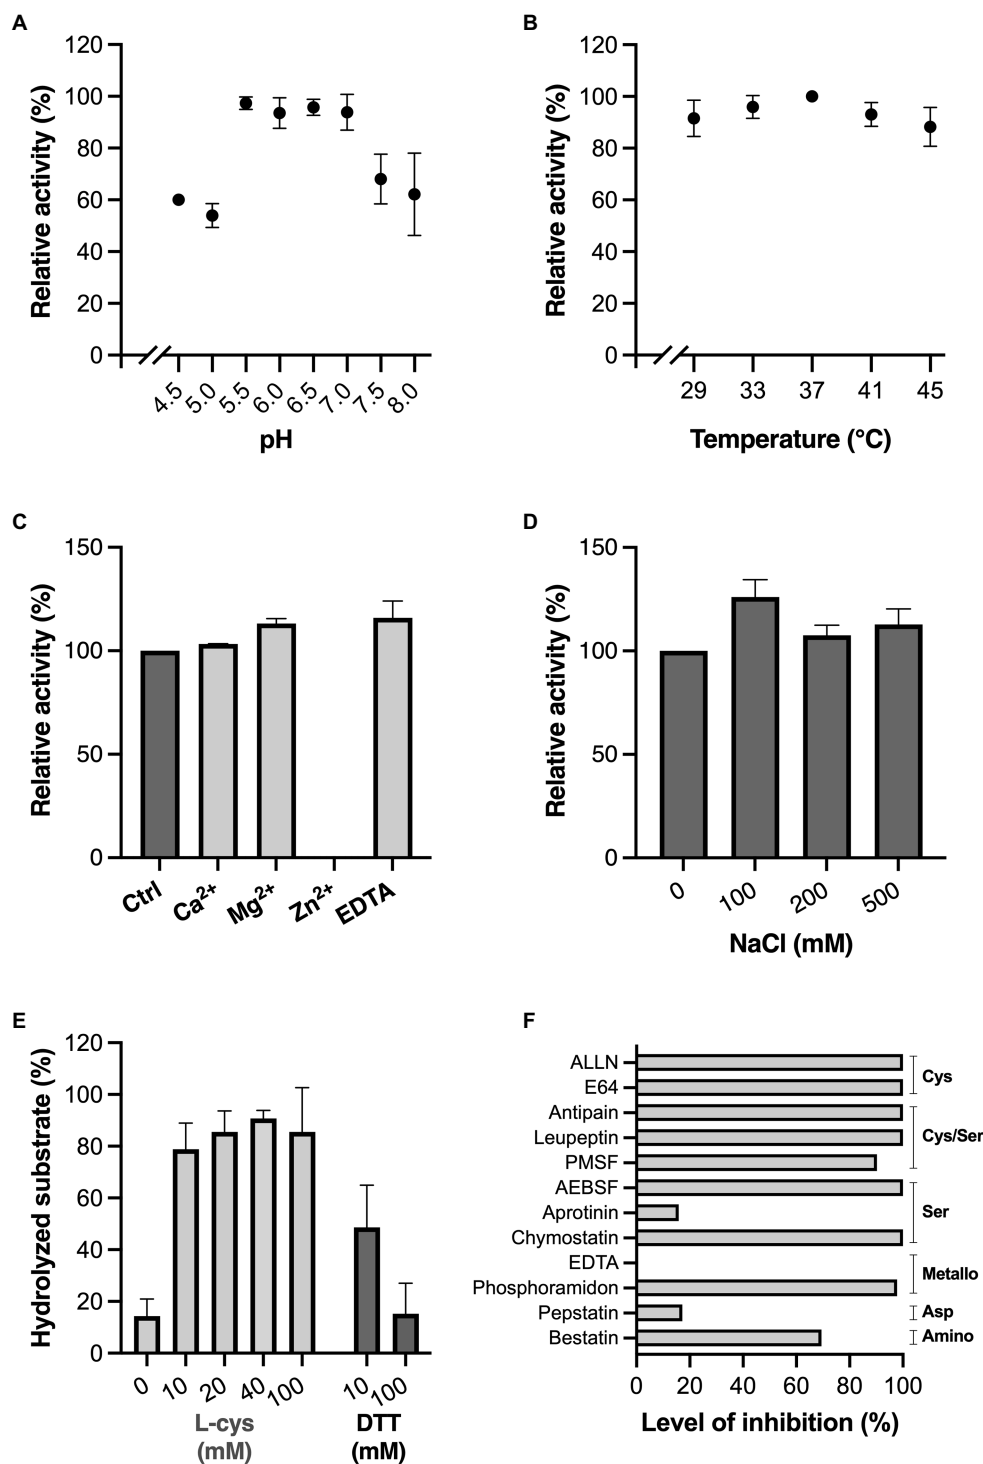 A
120
100
80
60
40
20
0
Relative activity (%)
4.5 5.0 5.5 6.0 6.5 7.0 7.5 8.0
pH
B
120
100
80
60
40
20
0
Relative activity (%)
29 33 37 41 45
Temperature (°C)
C
150
100
50
0
Relative activity (%)
Ctrl Ca²⁺ Mg²⁺ Zn²⁺ EDTA
D
150
100
50
0
Relative activity (%)
0 100 200 500
NaCl (mM)
E
120
100
80
60
40
20
0
Hydrolyzed substrate (%)
0 10 20 40 100 10 100
L-cys DTT
(mM) (mM)
F
ALLN
E64
Cys
Antipain
Leupeptin
PMSF
Cys/Ser
AEBSF
Aprotinin
Chymostatin
Ser
EDTA
Phosphoramidon
Metallo
Pepstatin Asp
Bestatin Amino
0 20 40 60 80 100
Level of inhibition (%)